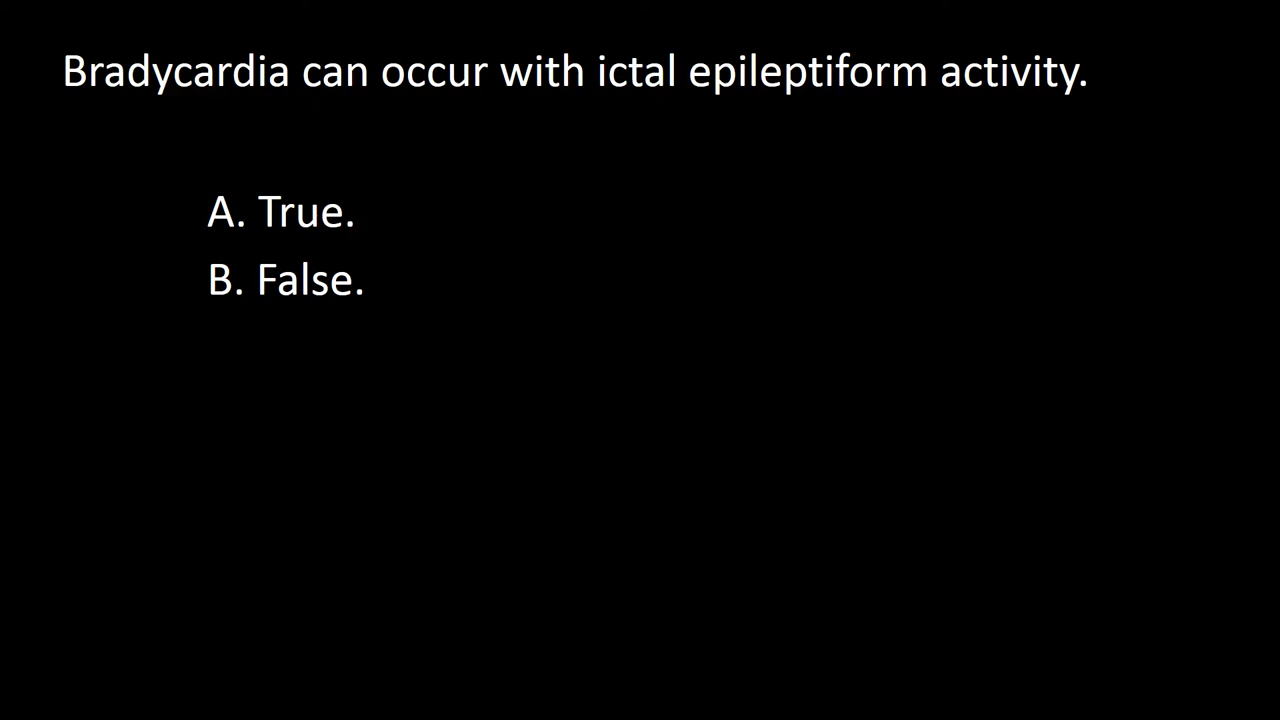 Bradycardia can occur with ictal epileptiform activity.
A. True.
B. False.